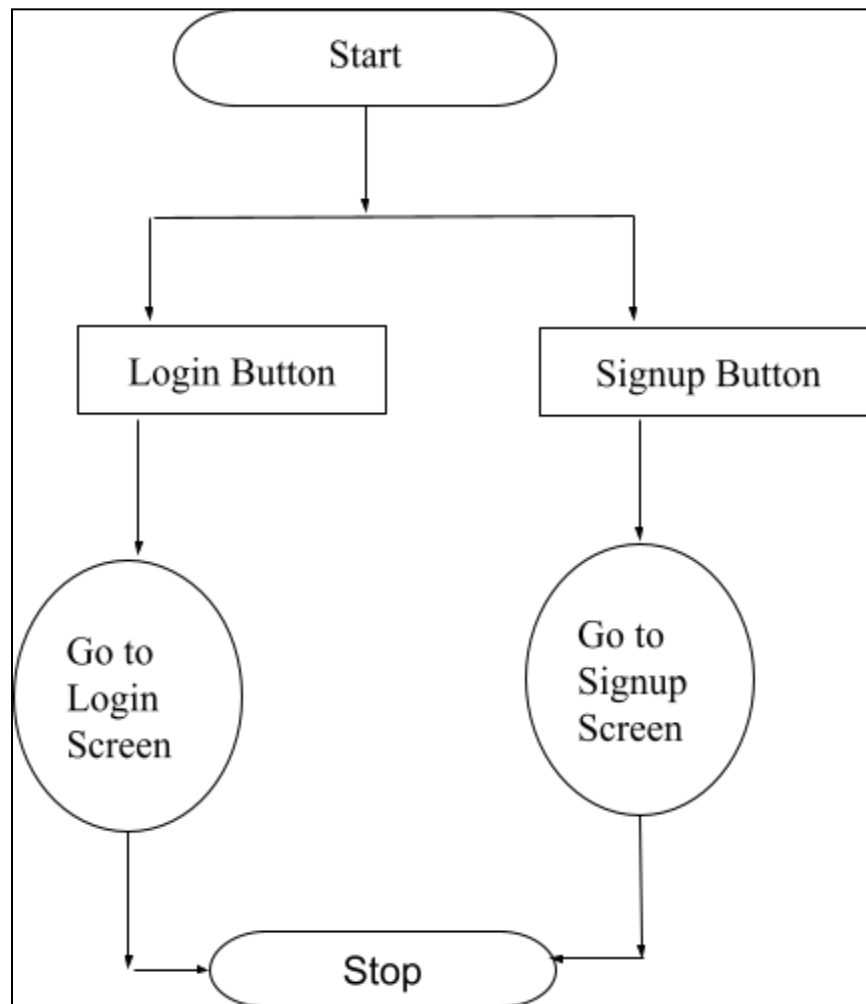 Start
Login Button
Signup Button
Go to
Login
Screen
Go to
Signup
Screen
Stop